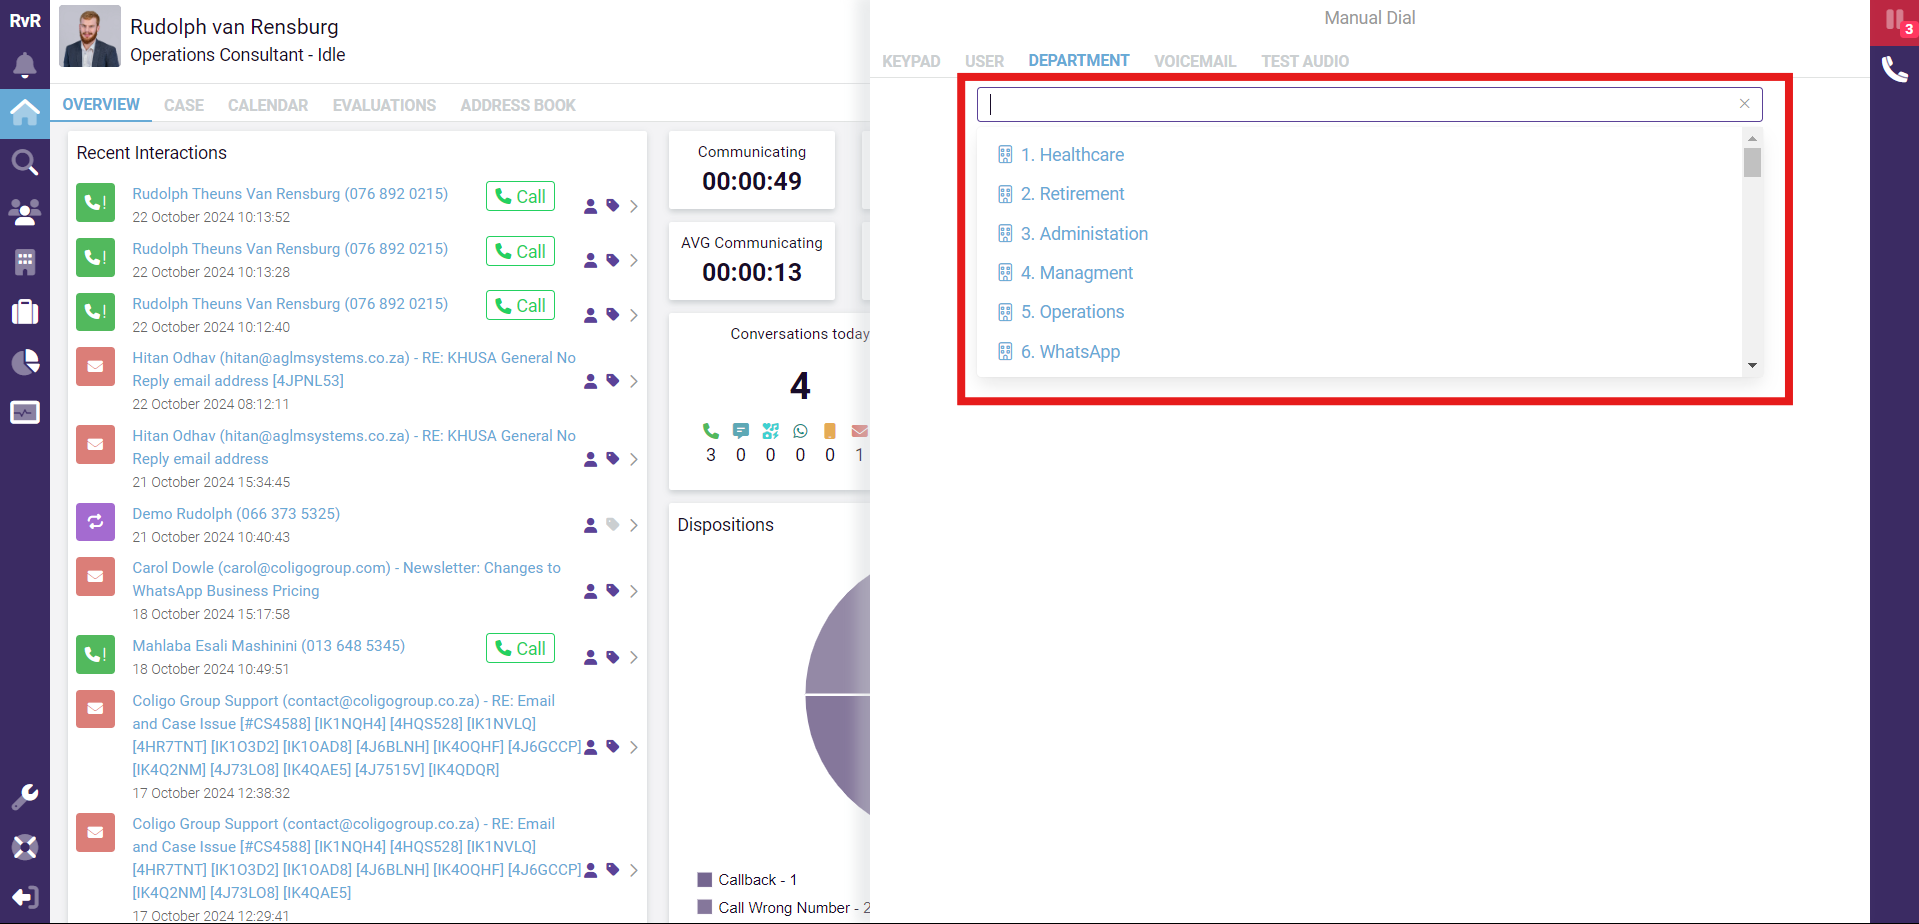 RvR
Rudolph van Rensburg
Operations Consultant - Idle
OVERVIEW CASE CALENDAR EVALUATIONS ADDRESS BOOK
Recent Interactions
Rudolph Theuns Van Rensburg (076 892 0215)
Call
22 October 2024 10:13:52
Rudolph Theuns Van Rensburg (076 892 0215)
Call
22 October 2024 10:13:28
Rudolph Theuns Van Rensburg (076 892 0215)
Call
22 October 2024 10:12:40
Hitan Odhav (hitan@aglmsystems.co.za) - RE: KHUSA General No
Reply email address [4JPNL53]
22 October 2024 08:12:11
Hitan Odhav (hitan@aglmsystems.co.za) - RE: KHUSA General No
Reply email address
21 October 2024 15:34:45
Demo Rudolph (066 373 5325)
21 October 2024 10:40:43
Carol Dowle (carol@coligogroup.com) - Newsletter: Changes to
WhatsApp Business Pricing
18 October 2024 15:17:58
Mahlaba Esali Mashinini (013 648 5345)
Call
18 October 2024 10:49:51
Coligo Group Support (contact@coligogroup.co.za) - RE: Email
and Case Issue [#CS4588] [IK1NQH4] [4HQS528] [IK1NVLQ]
[4HR7TNT] [IK1O3D2] [IK1OAD8] [4J6BLNH] [IK4OQHF] [4J6GCCP]
[IK4Q2NM] [4J73LO8] [IK4QAE5] [4J7515V] [IK4QDQR]
17 October 2024 12:38:32
Coligo Group Support (contact@coligogroup.co.za) - RE: Email
and Case Issue [#CS4588] [IK1NQH4] [4HQS528] [IK1NVLQ]
[4HR7TNT] [IK1O3D2] [IK1OAD8] [4J6BLNH] [IK4OQHF] [4J6GCCP]
[IK4Q2NM] [4J73LO8] [IK4QAE5]
17 October 2024 12:29:41
Communicating
00:00:49
AVG Communicating
00:00:13
Conversations today
4
3 0 0 0 0 1
Dispositions
Callback - 1
Call Wrong Number - 2
Manual Dial
KEYPAD USER DEPARTMENT VOICEMAIL TEST AUDIO
1. Healthcare
2. Retirement
3. Administation
4. Managment
5. Operations
6. WhatsApp
3